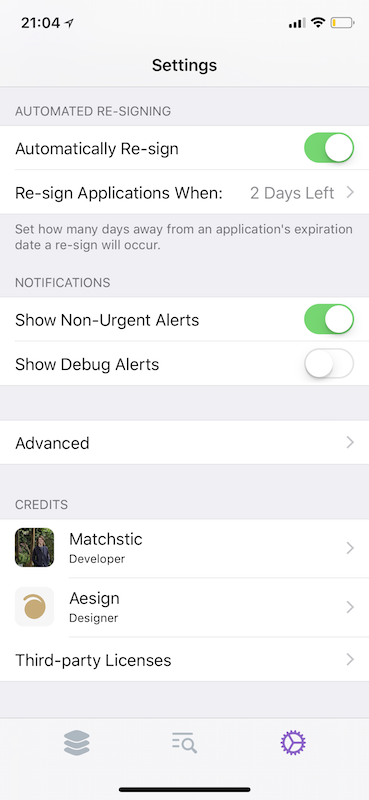 21:04
Settings
AUTOMATED RE-SIGNING
Automatically Re-sign
Re-sign Applications When: 2 Days Left
Set how many days away from an application's expiration
date a re-sign will occur.
NOTIFICATIONS
Show Non-Urgent Alerts
Show Debug Alerts
Advanced
CREDITS
Matchstic
Developer
Aesign
Designer
Third-party Licenses